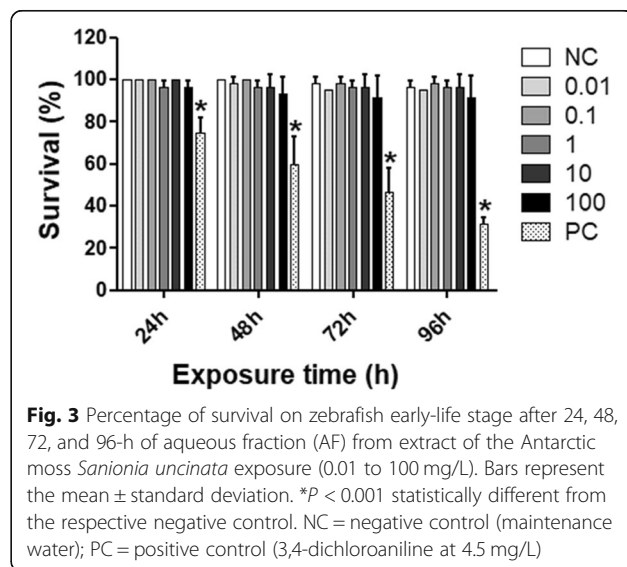 120
100
80
60
40
20
0
Survival (%)
* * * *
24h 48h 72h 96h
Exposure time (h)
NC
0.01
0.1
1
10
100
PC
Fig. 3 Percentage of survival on zebrafish early-life stage after 24, 48,
72, and 96-h of aqueous fraction (AF) from extract of the Antarctic
moss Sanionia uncinata exposure (0.01 to 100 mg/L). Bars represent
the mean ± standard deviation. *P < 0.001 statistically different from
the respective negative control. NC = negative control (maintenance
water); PC = positive control (3,4-dichloroaniline at 4.5 mg/L)